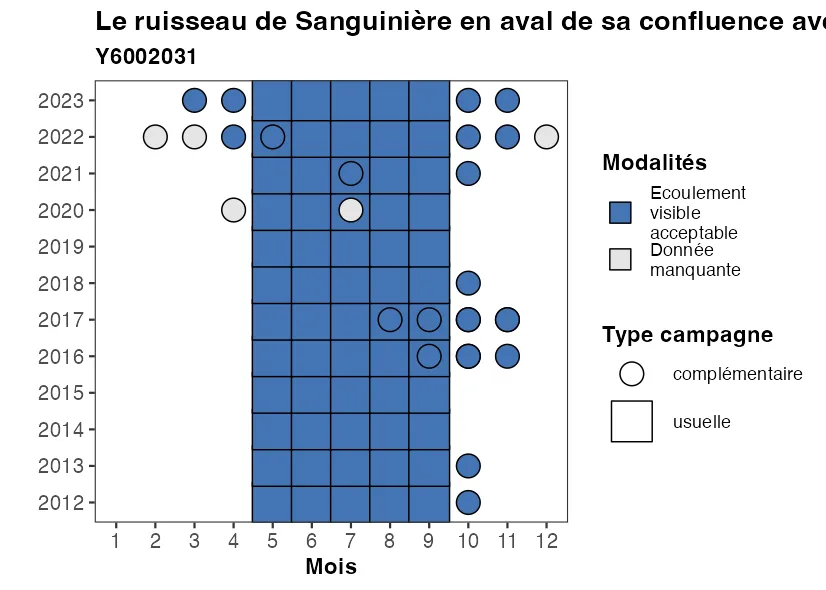 Le ruisseau de Sanguinière en aval de sa confluence
Y6002031
2023
2022
2021
2020
2019
2018
2017
2016
2015
2014
2013
2012
1 2 3 4 5 6 7 8 9 10 11 12
Mois
Modalités
Ecoulement
visible
acceptable
Donnée
manquante
Type campagne
complémentaire
usuelle